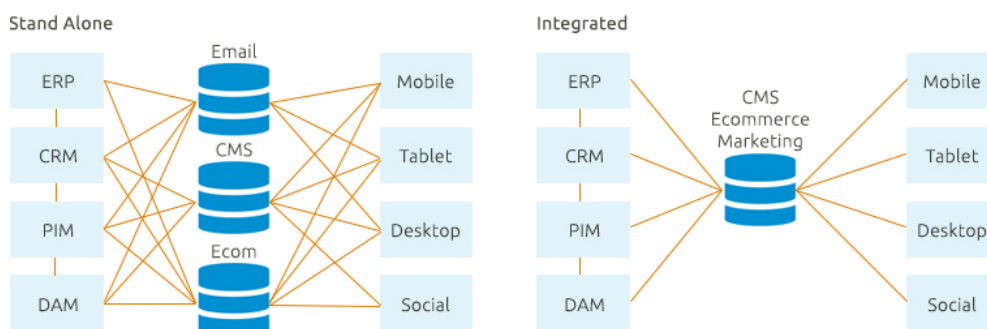 Stand Alone
ERP
CRM
PIM
DAM
Email
CMS
Ecom
Mobile
Tablet
Desktop
Social
Integrated
ERP
CRM
PIM
DAM
CMS
Ecommerce
Marketing
Mobile
Tablet
Desktop
Social